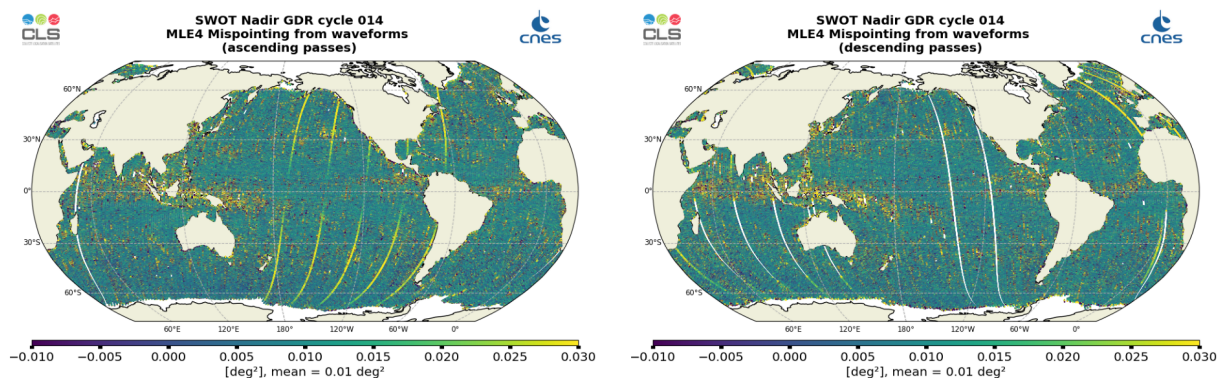 CLS
SWOT Nadir GDR cycle 014
MLE4 Mispointing from waveforms
(ascending passes)
cnes
60°N
30°N
0°
30°S
60°S
60°E 120°E 180° 120°W 60°W 0°
−0.010 −0.005 0.000 0.005 0.010 0.015 0.020 0.025 0.030
[deg²], mean = 0.01 deg²
CLS
SWOT Nadir GDR cycle 014
MLE4 Mispointing from waveforms
(descending passes)
cnes
60°N
30°N
0°
30°S
60°S
60°E 120°E 180° 120°W 60°W 0°
−0.010 −0.005 0.000 0.005 0.010 0.015 0.020 0.025 0.030
[deg²], mean = 0.01 deg²